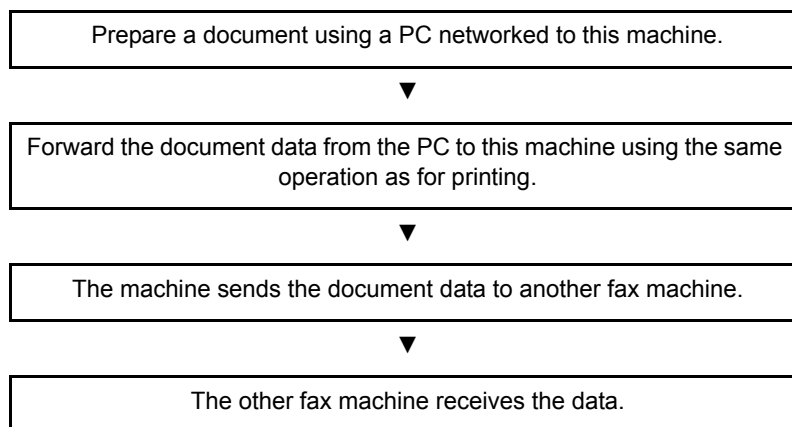 Prepare a document using a PC networked to this machine.
▼
Forward the document data from the PC to this machine using the same
operation as for printing.
▼
The machine sends the document data to another fax machine.
▼
The other fax machine receives the data.